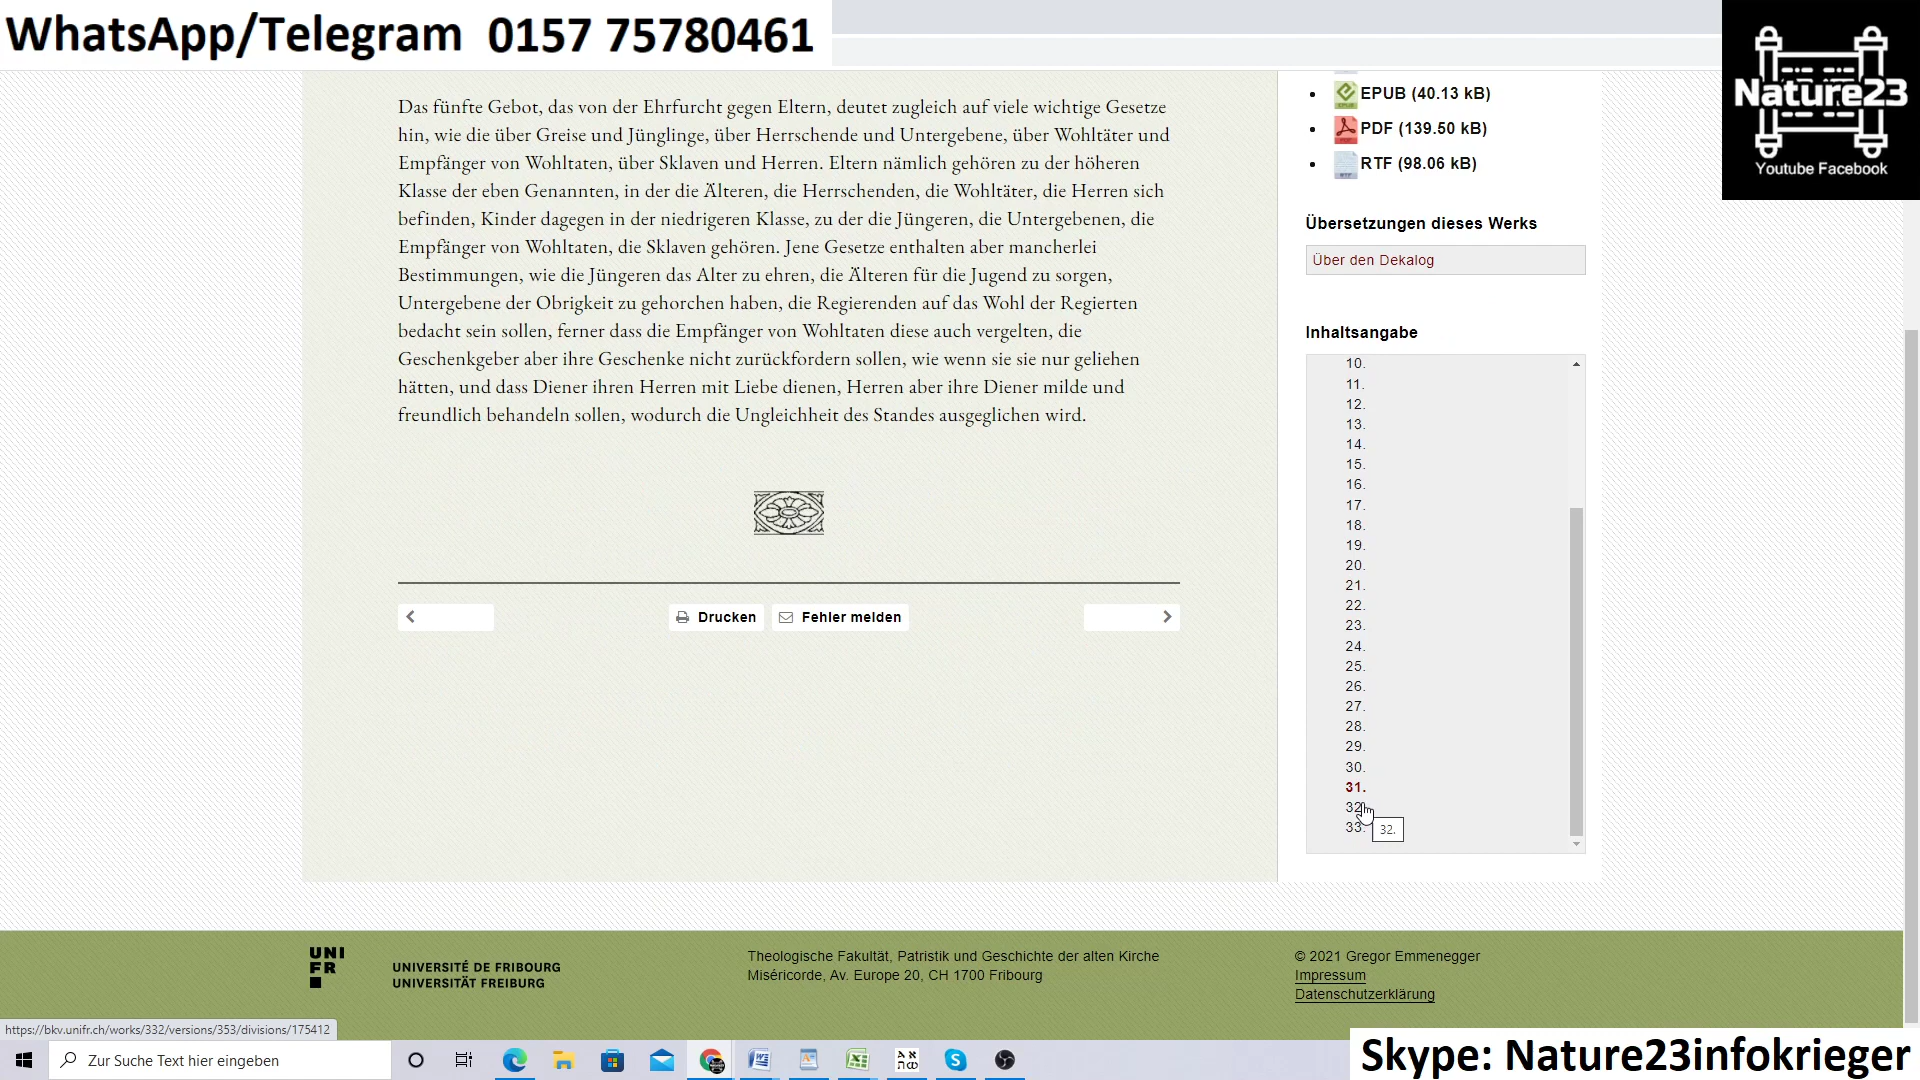 WhatsApp/Telegram 0157 75780461
Nature23
Youtube Facebook
Das fünfte Gebot, das von der Ehrfurcht gegen Eltern, deutet zugleich auf viele wichtige Gesetze
hin, wie die über Greise und Jünglinge, über Herrschende und Untergebene, über Wohltäter und
Empfänger von Wohltaten, über Sklaven und Herren. Eltern nämlich gehören zu der höheren
Klasse der eben Genannten, in der die Älteren, die Herrschenden, die Wohltäter, die Herren sich
befinden, Kinder dagegen in der niedrigeren Klasse, zu der die Jüngeren, die Untergebenen, die
Empfänger von Wohltaten, die Sklaven gehören. Jene Gesetze enthalten aber mancherlei
Bestimmungen, wie die Jüngeren das Alter zu ehren, die Älteren für die Jugend zu sorgen,
Untergebene der Obrigkeit zu gehorchen haben, die Regierenden auf das Wohl der Regierten
bedacht sein sollen, ferner dass die Empfänger von Wohltaten diese auch vergelten, die
Geschenkgeber aber ihre Geschenke nicht zurückfordern sollen, wie wenn sie sie nur geliehen
hätten, und dass Diener ihren Herren mit Liebe dienen, Herren aber ihre Diener milde und
freundlich behandeln sollen, wodurch die Ungleichheit des Standes ausgeglichen wird.
Drucken
Fehler melden
EPUB (40.13 kB)
PDF (139.50 kB)
RTF (98.06 kB)
Übersetzungen dieses Werks
Über den Dekalog
Inhaltsangabe
10.
11.
12.
13.
14.
15.
16.
17.
18.
19.
20.
21.
22.
23.
24.
25.
26.
27.
28.
29.
30.
31.
32.
33.
32.
UNI
FR
UNIVERSITÉ DE FRIBOURG
UNIVERSITÄT FREIBURG
Theologische Fakultät, Patristik und Geschichte der alten Kirche
Miséricorde, Av. Europe 20, CH 1700 Fribourg
© 2021 Gregor Emmenegger
Impressum
Datenschutzerklärung
https://bkv.unifr.ch/works/332/versions/353/divisions/175412
Zur Suche Text hier eingeben
Skype: Nature23infokrieger